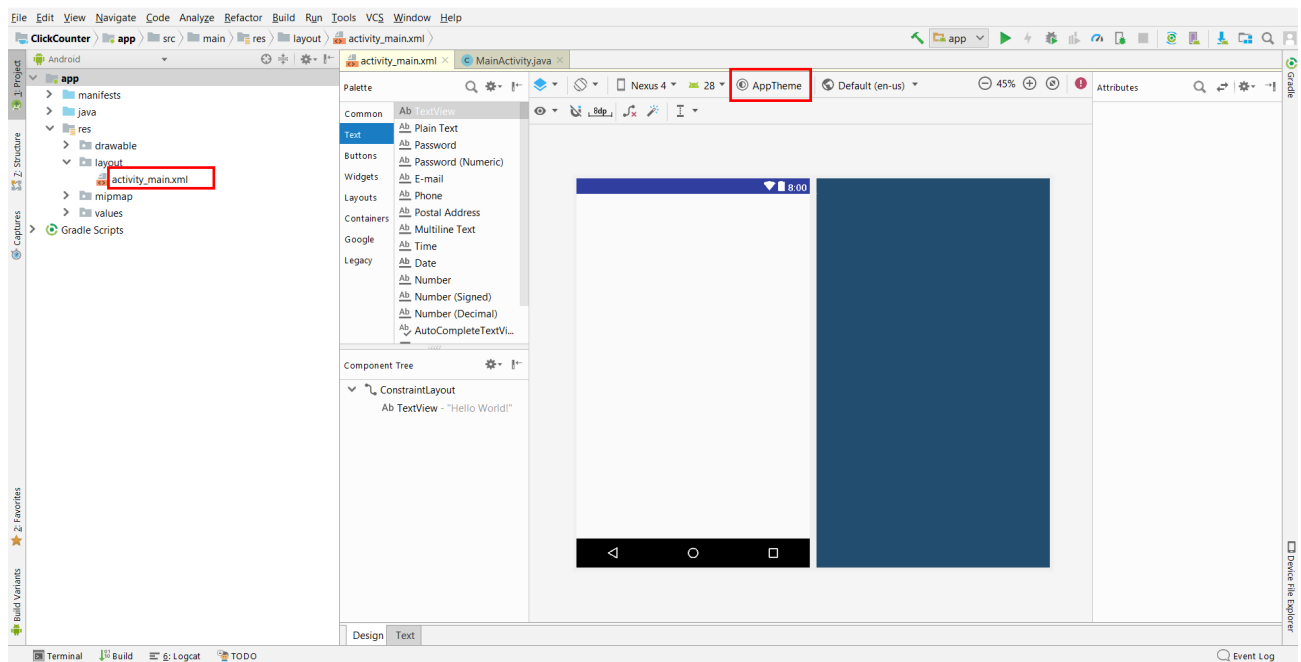 File Edit View Navigate Code Analyze Refactor Build Run Tools VCS Window Help
ClickCounter app src main res layout activity_main.xml
app
Android
activity_main.xml
MainActivity.java
1: Project
Z: Structure
Captures
2: Favorites
Build Variants
app
manifests
java
res
drawable
layout
activity_main.xml
mipmap
values
Gradle Scripts
Palette
Common
Text
Buttons
Widgets
Layouts
Containers
Google
Legacy
Ab TextView
Ab Plain Text
Ab Password
Ab Password (Numeric)
Ab E-mail
Ab Phone
Ab Postal Address
Ab Multiline Text
Ab Time
Ab Date
Ab Number
Ab Number (Signed)
Ab Number (Decimal)
Ab AutoCompleteTextVi...
Component Tree
ConstraintLayout
Ab TextView - "Hello World!"
Nexus 4 28 AppTheme Default (en-us) 45%
8dp
8:00
Attributes
Gradle
Device File Explorer
Design Text
Terminal Build 6: Logcat TODO
Event Log